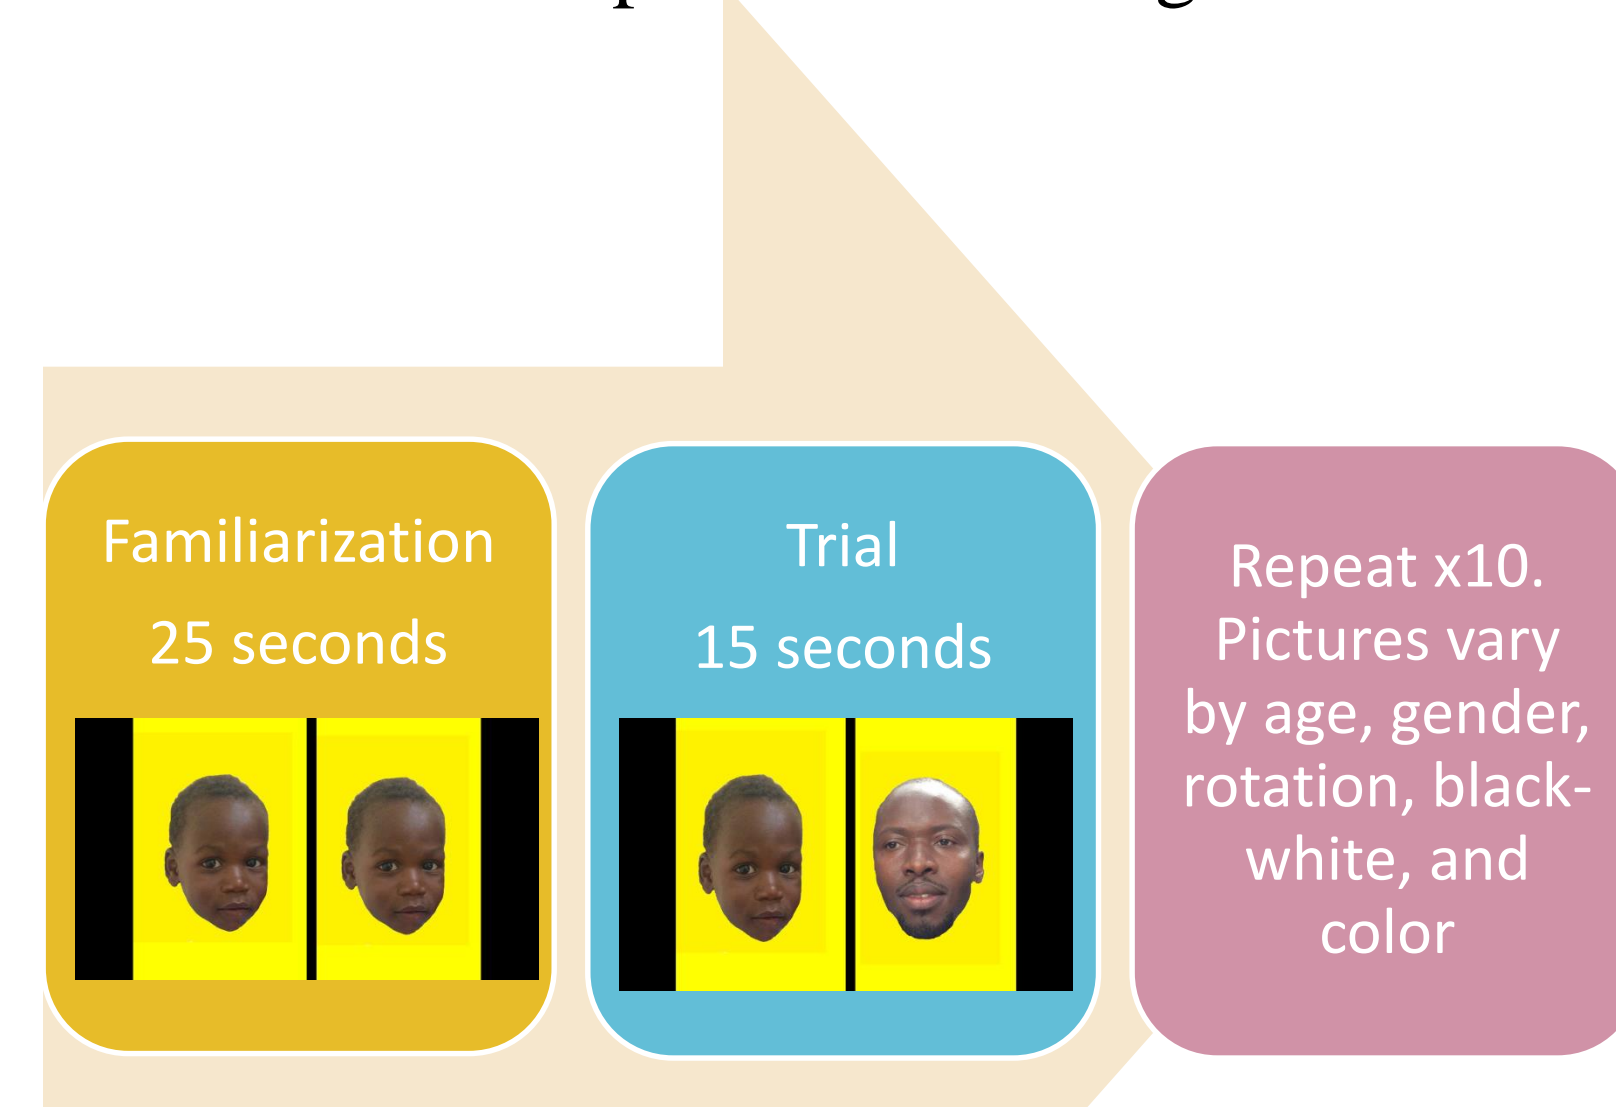 Familiarization
25 seconds
Trial
15 seconds
Repeat x10.
Pictures vary
by age, gender,
rotation, black-
white, and
color